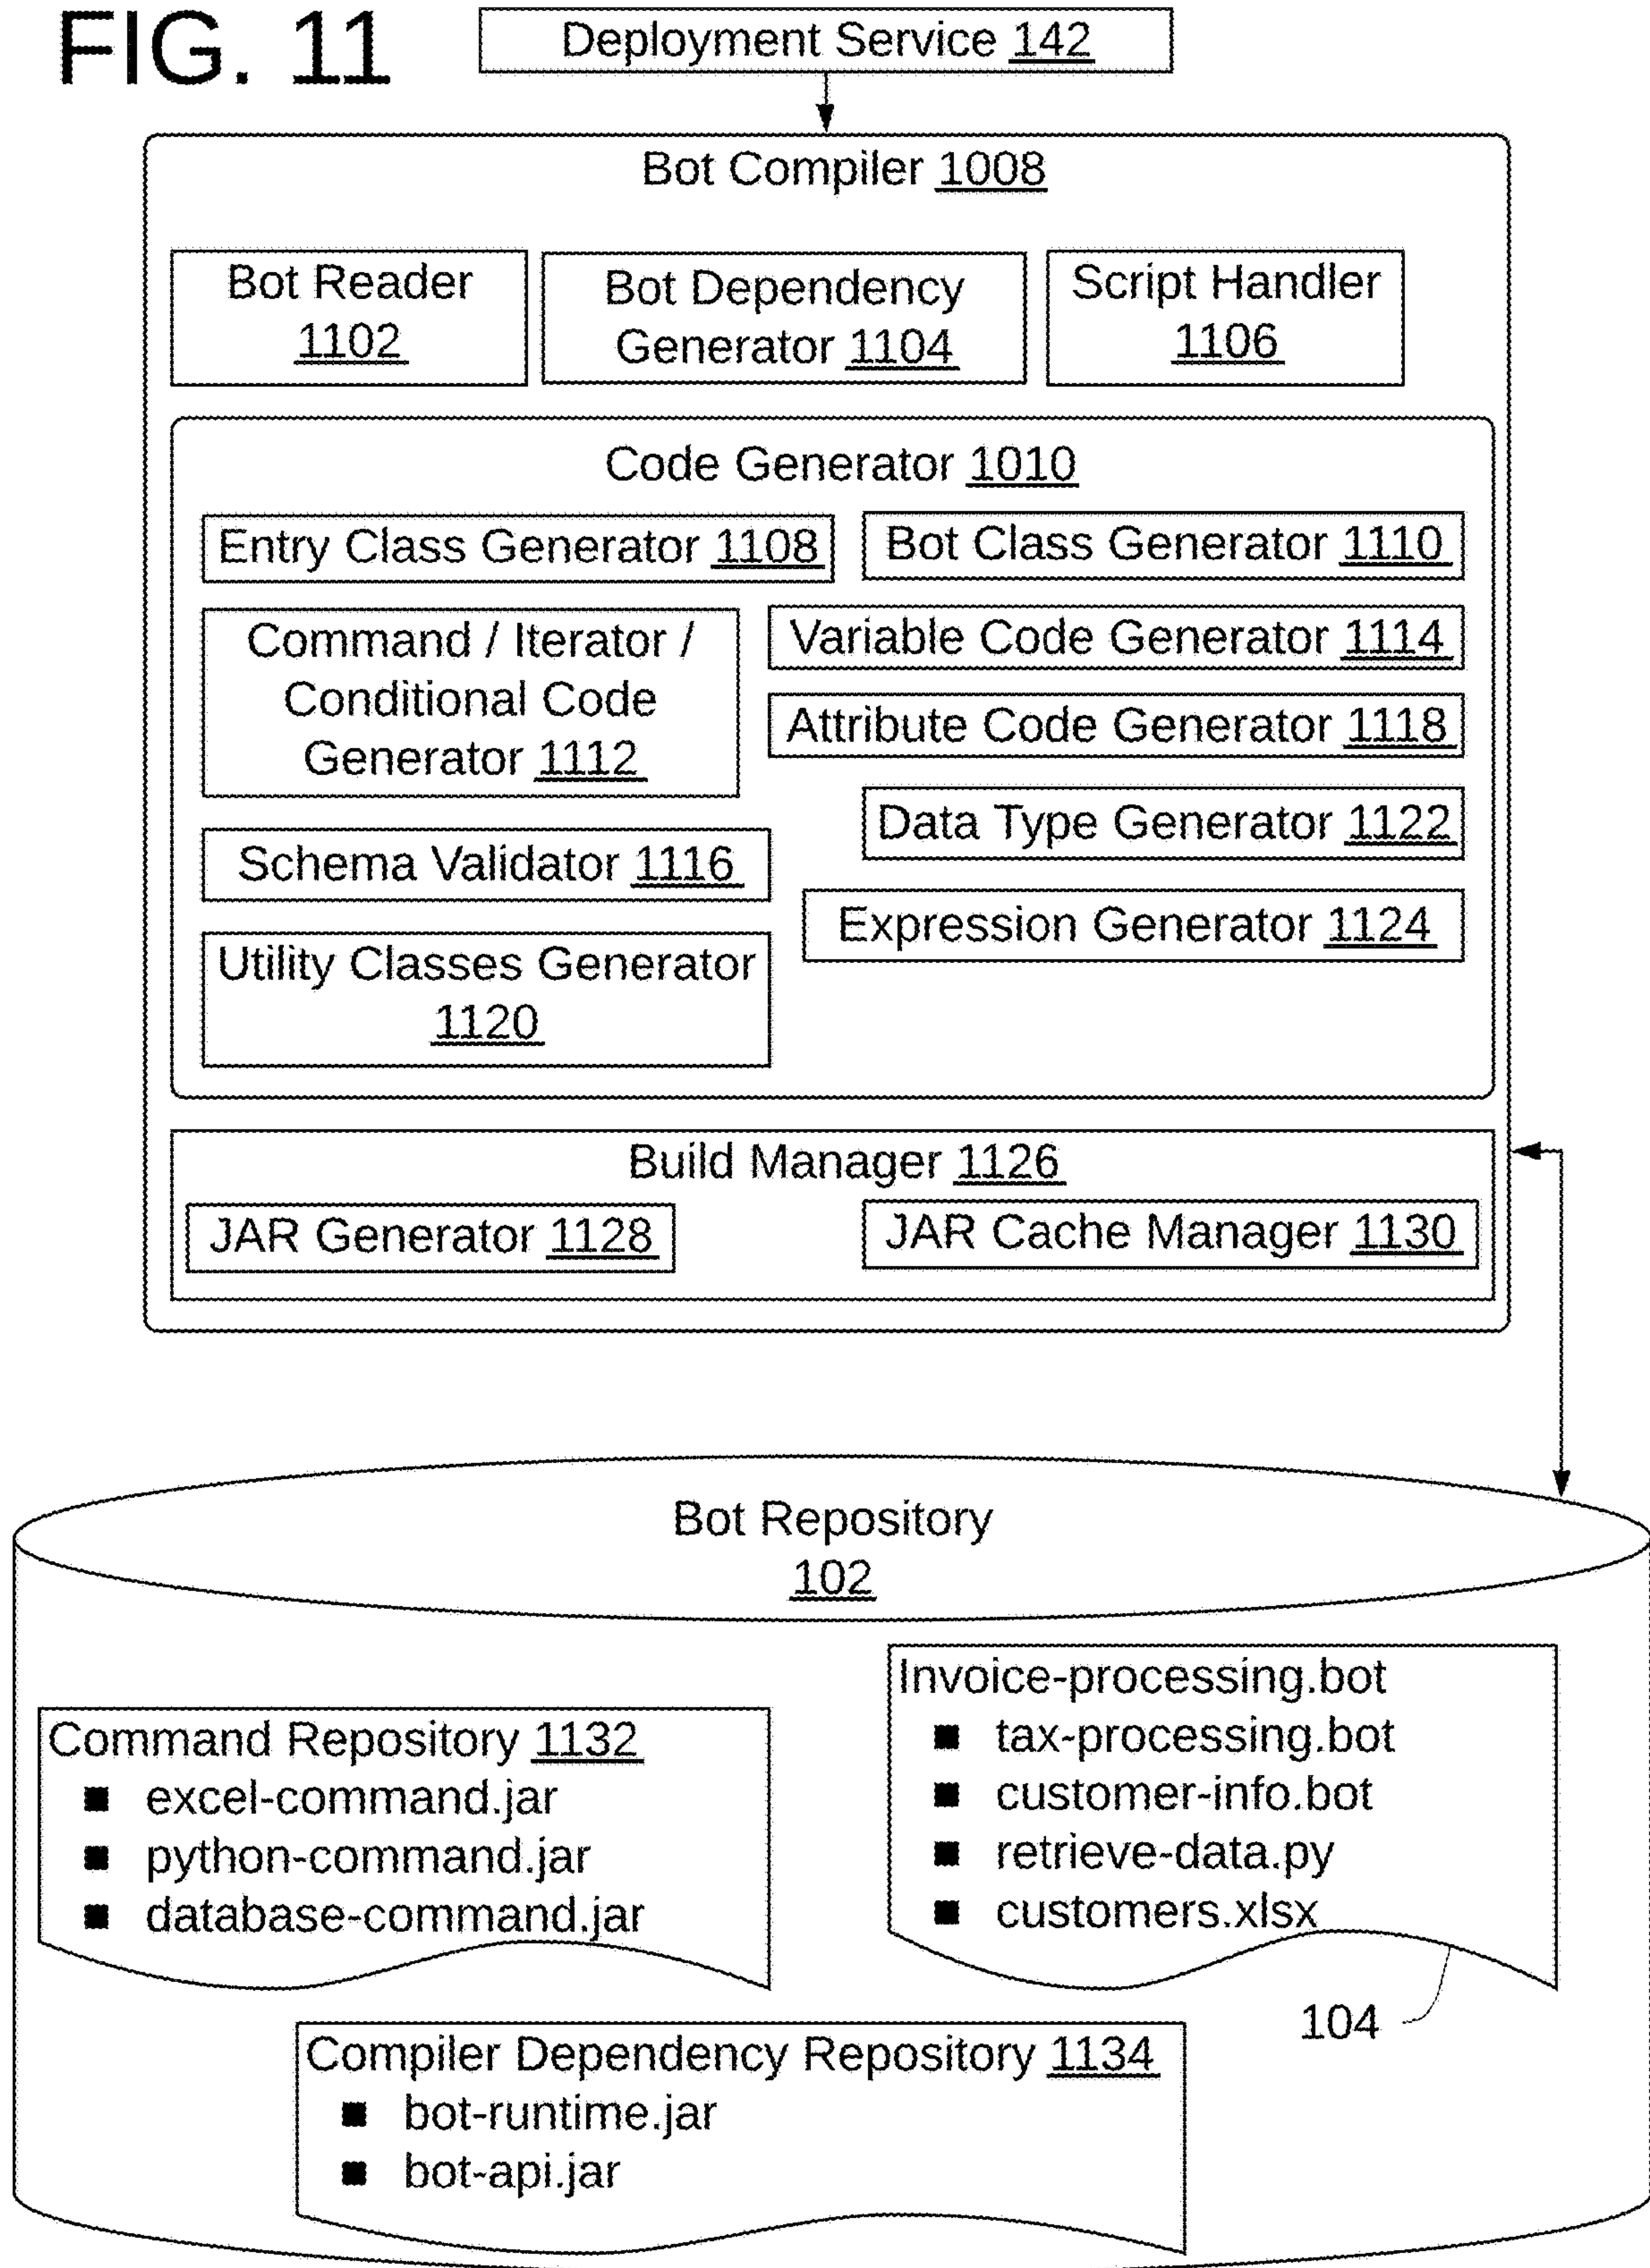 FIG. 11
Deployment Service 142
Bot Compiler 1008
Bot Reader
1102
Bot Dependency
Generator 1104
Script Handler
1106
Code Generator 1010
Entry Class Generator 1108
Bot Class Generator 1110
Command / Iterator /
Conditional Code
Generator 1112
Variable Code Generator 1114
Attribute Code Generator 1118
Data Type Generator 1122
Schema Validator 1116
Expression Generator 1124
Utility Classes Generator
1120
Build Manager 1126
JAR Generator 1128
JAR Cache Manager 1130
Bot Repository
102
Command Repository 1132
■ excel-command.jar
■ python-command.jar
■ database-command.jar
Invoice-processing.bot
■ tax-processing.bot
■ customer-info.bot
■ retrieve-data.py
■ customers.xlsx
104
Compiler Dependency Repository 1134
■ bot-runtime.jar
■ bot-api.jar